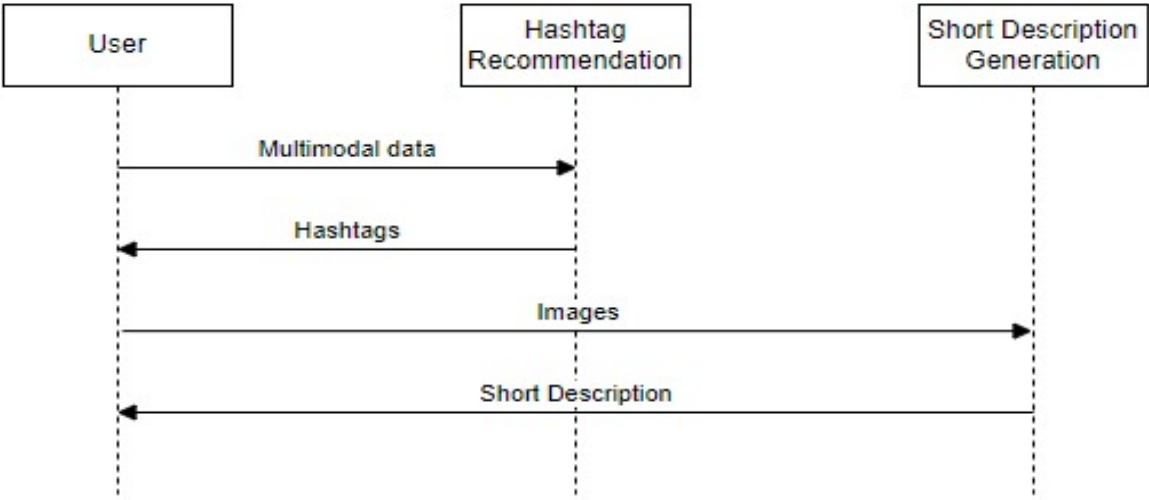 User
Hashtag
Recommendation
Short Description
Generation
Multimodal data
Hashtags
Images
Short Description